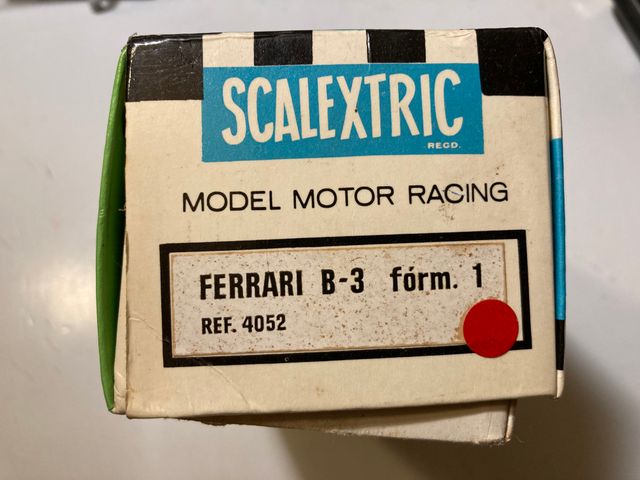 SCALEXTRIC
REGD.
MODEL MOTOR RACING
FERRARI B-3 fórm. 1
REF. 4052